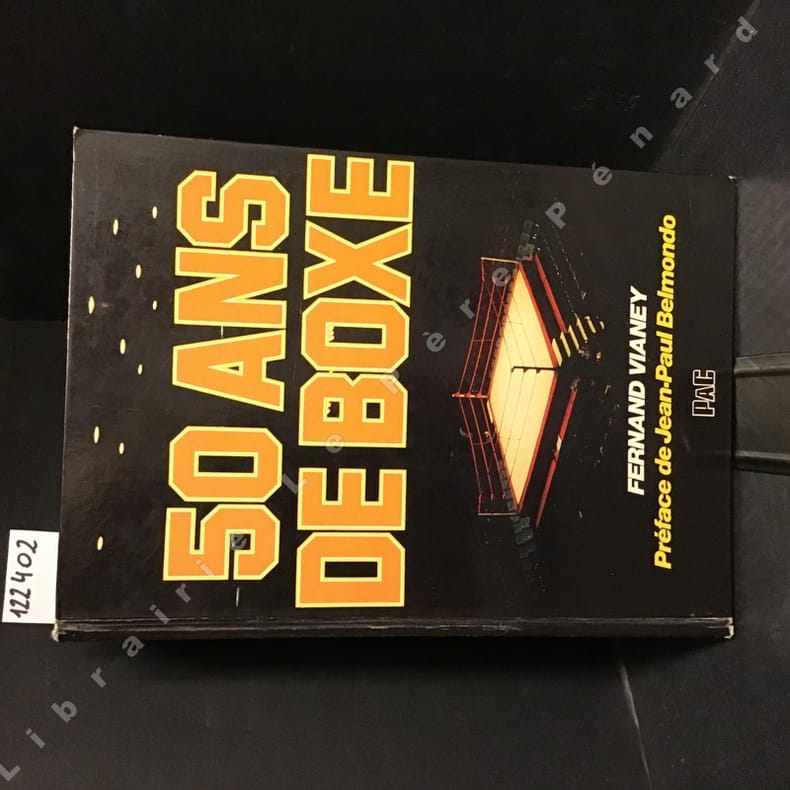 50 ANS
DE BOXE
FERNAND VIANEY
Préface de Jean-Paul Belmondo
PAC
122402
Librairie Le Père Pénard